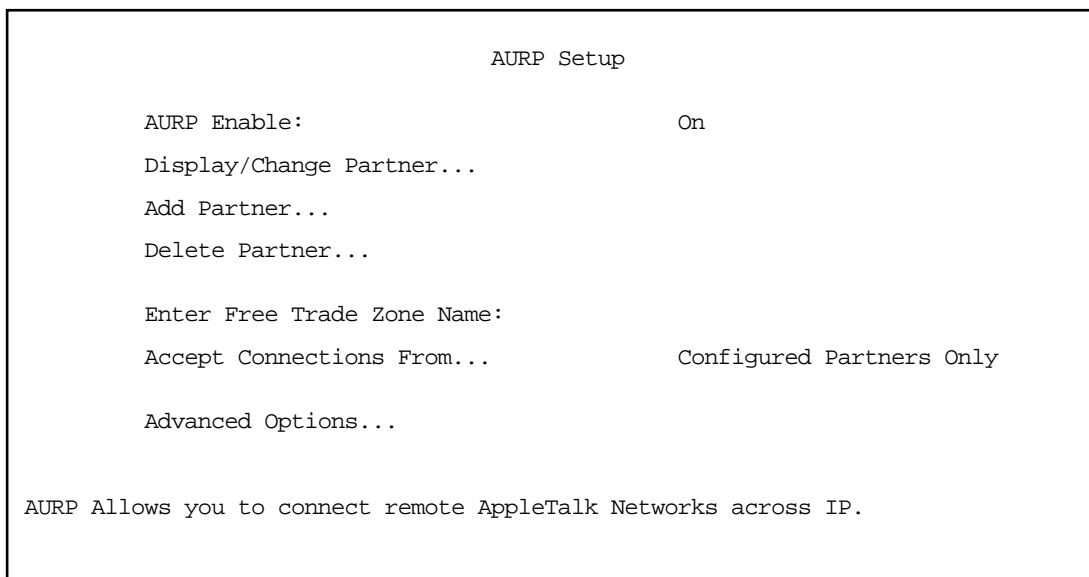 AURP Setup
AURP Enable: On
Display/Change Partner...
Add Partner...
Delete Partner...
Enter Free Trade Zone Name:
Accept Connections From... Configured Partners Only
Advanced Options...
AURP Allows you to connect remote AppleTalk Networks across IP.